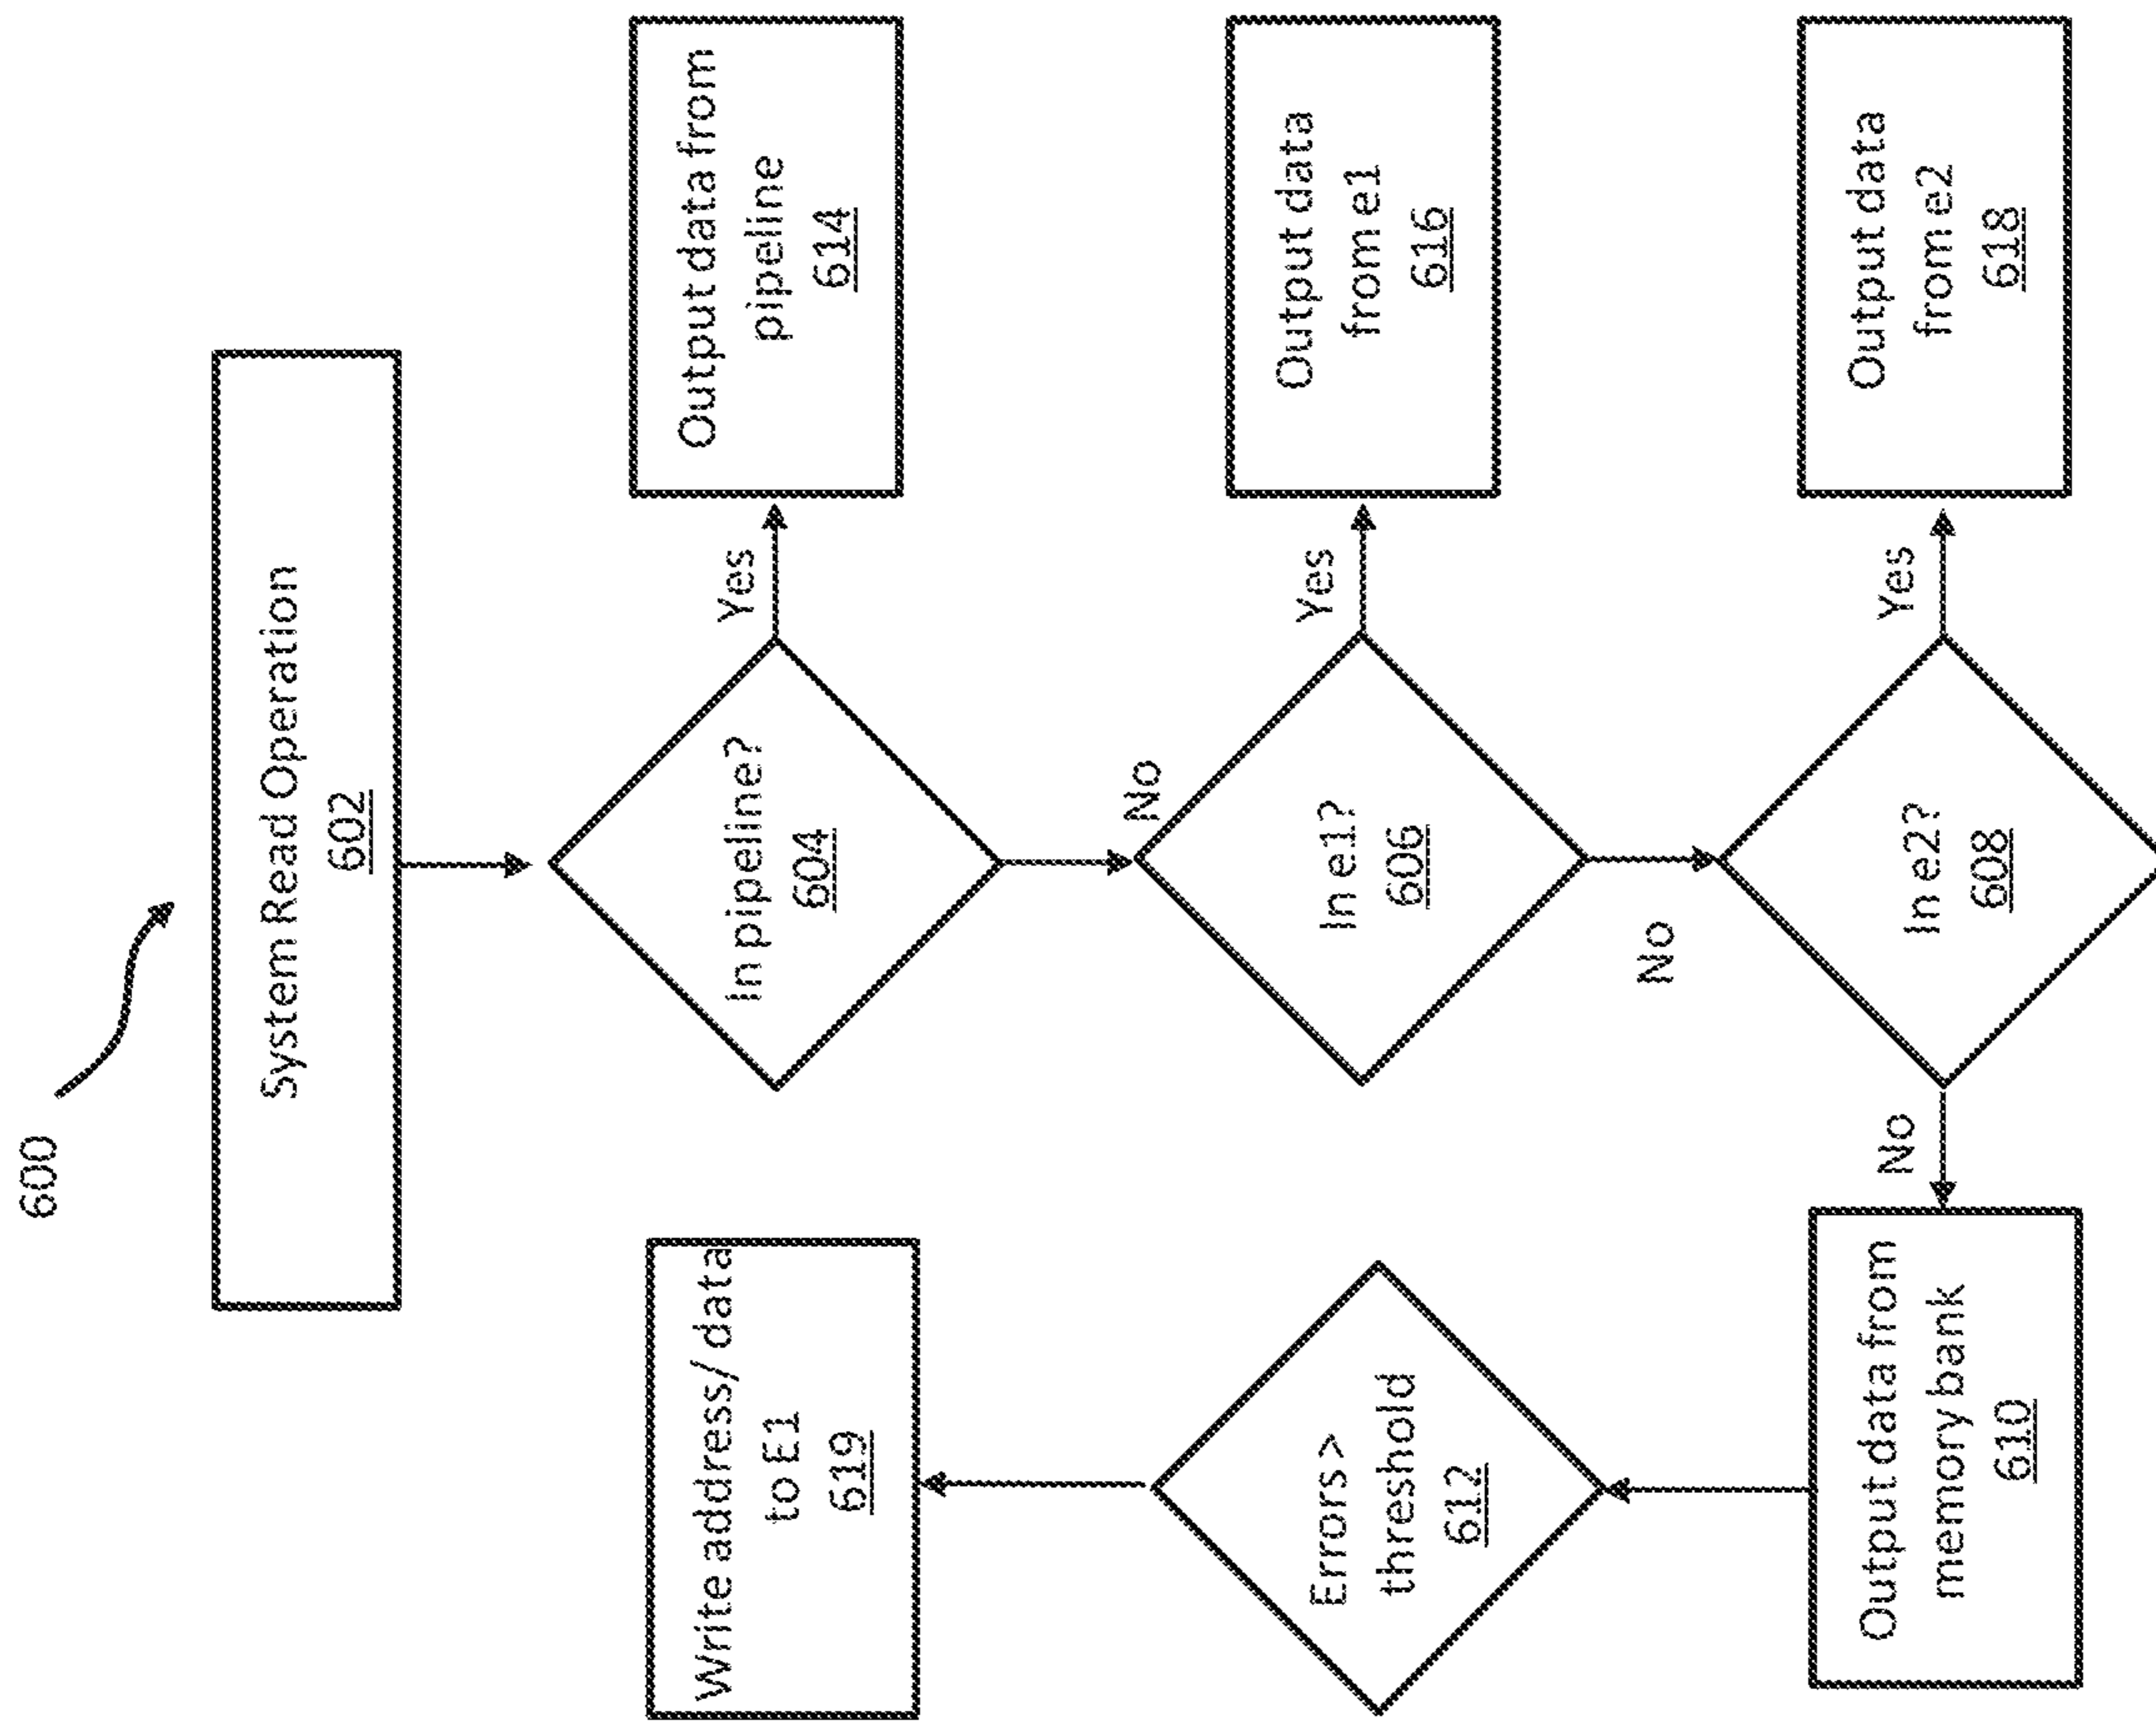 600
System Read Operation
602
In pipeline?
604
Yes
Output data from
pipeline
614
No
In e1?
606
Yes
Output data
from e1
616
No
In e2?
608
Yes
Output data
from e2
618
No
Output data from
memory bank
610
Errors >
threshold
612
Write address/ data
to E1
619